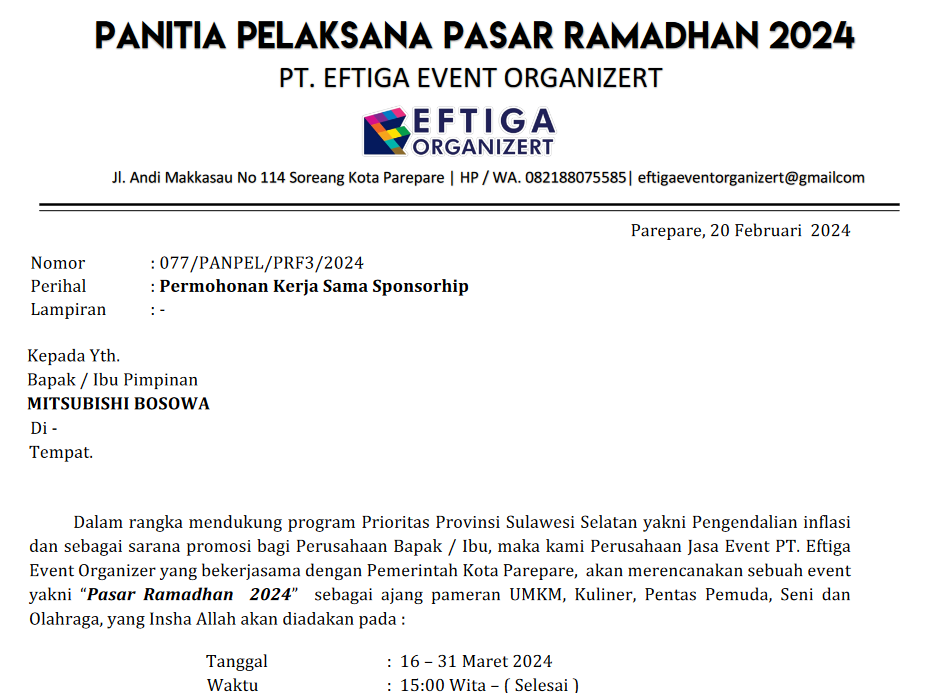 PANITIA PELAKSANA PASAR RAMADHAN 2024
PT. EFTIGA EVENT ORGANIZERT
EFTIGA
ORGANIZERT
Jl. Andi Makkasau No 114 Soreang Kota Parepare | HP / WA. 082188075585| eftigaeventorganizert@gmailcom
Parepare, 20 Februari 2024
Nomor : 077/PANPEL/PRF3/2024
Perihal : Permohonan Kerja Sama Sponsorhip
Lampiran : -
Kepada Yth.
Bapak / Ibu Pimpinan
MITSUBISHI BOSOWA
Di -
Tempat.
Dalam rangka mendukung program Prioritas Provinsi Sulawesi Selatan yakni Pengendalian inflasi
dan sebagai sarana promosi bagi Perusahaan Bapak / Ibu, maka kami Perusahaan Jasa Event PT. Eftiga
Event Organizer yang bekerjasama dengan Pemerintah Kota Parepare, akan merencanakan sebuah event
yakni “Pasar Ramadhan 2024” sebagai ajang pameran UMKM, Kuliner, Pentas Pemuda, Seni dan
Olahraga, yang Insha Allah akan diadakan pada :
Tanggal : 16 – 31 Maret 2024
Waktu : 15:00 Wita – ( Selesai )